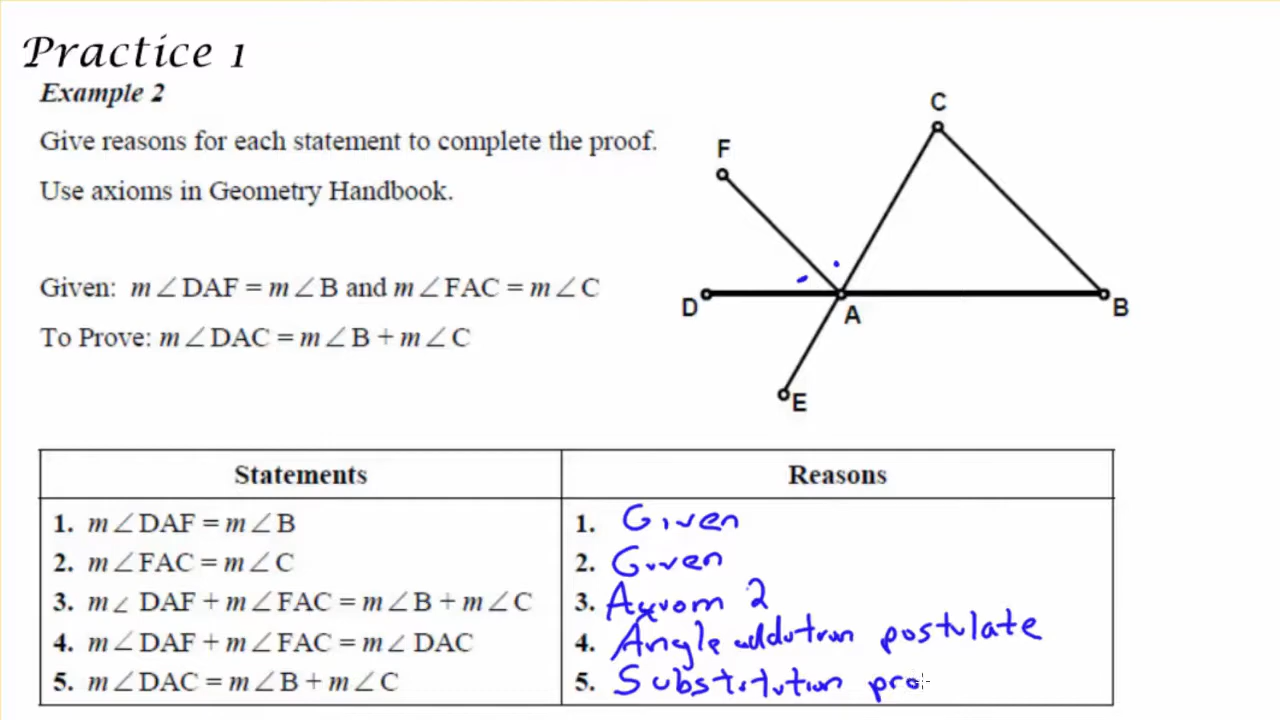 Practice 1
Example 2
Give reasons for each statement to complete the proof.
Use axioms in Geometry Handbook.
Given: m∠DAF = m∠B and m∠FAC = m∠C
To Prove: m∠DAC = m∠B + m∠C
C
F
D
A
B
E
Statements
Reasons
1. m∠DAF = m∠B
1. Given
2. m∠FAC = m∠C
2. Given
3. m∠ DAF + m∠FAC = m∠B + m∠C
3. Axiom 2
4. m∠ DAF + m∠FAC = m∠ DAC
4. Angle addition postulate
5. m∠DAC = m∠B + m∠C
5. Substitution pro